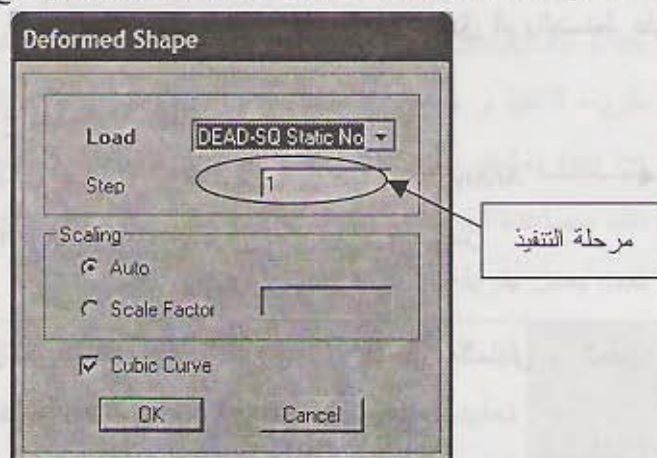 Deformed Shape
Load DEAD-SQ Static No
Step 1
مرحلة التنفيذ
Scaling
Auto
Scale Factor
Cubic Curve
OK Cancel